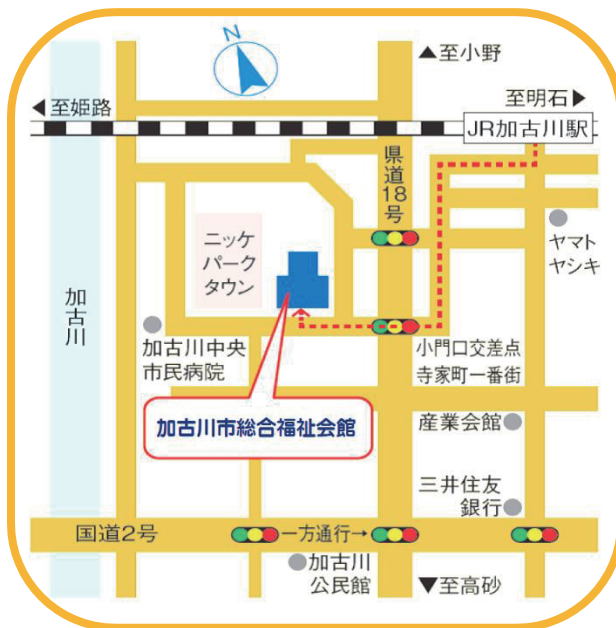 N
▲至小野
◀至姫路
至明石▶
JR加古川駅
県道18号
ニッケ
パーク
タウン
ヤマト
ヤシキ
加古川
加古川中央
市民病院
小門口交差点
寺家町一番街
加古川市総合福祉会館
産業会館
三井住友
銀行
国道2号
一方通行→
加古川
公民館
▼至高砂